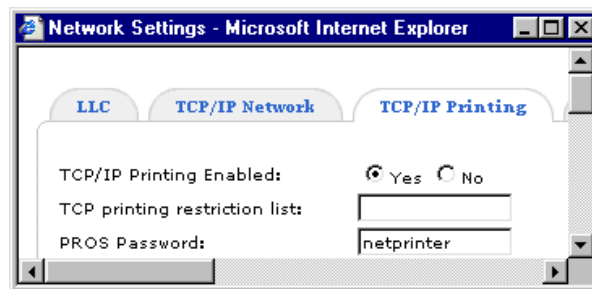 Network Settings - Microsoft Internet Explorer
LLC TCP/IP Network TCP/IP Printing
TCP/IP Printing Enabled: Yes No
TCP printing restriction list:
PROS Password: netprinter